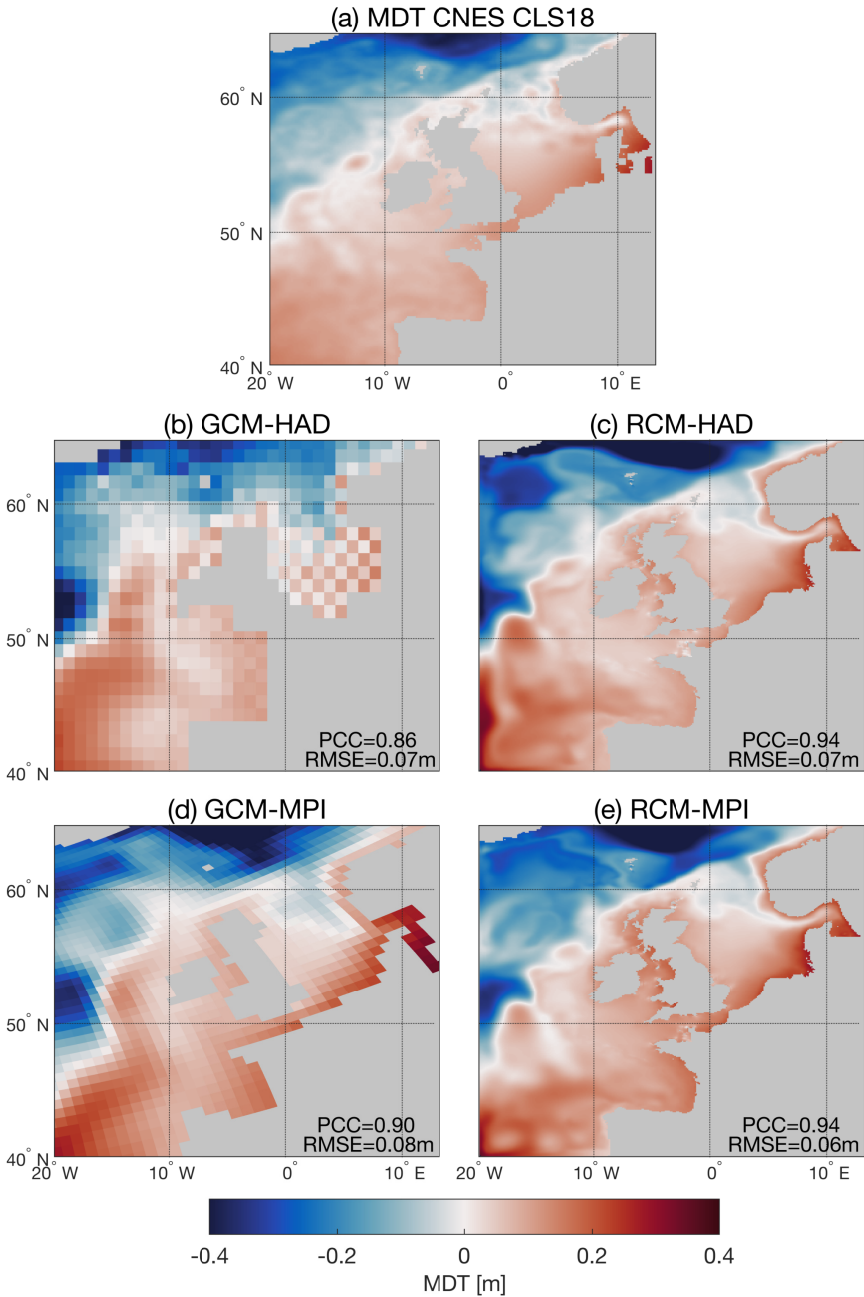 (a) MDT CNES CLS18
60° N
50° N
40° N
20° W 10° W 0° 10° E
(b) GCM-HAD
60° N
50° N
40° N
PCC=0.86
RMSE=0.07m
(c) RCM-HAD
PCC=0.94
RMSE=0.07m
(d) GCM-MPI
60° N
50° N
40° N
PCC=0.90
RMSE=0.08m
20° W 10° W 0° 10° E
(e) RCM-MPI
PCC=0.94
RMSE=0.06m
20° W 10° W 0° 10° E
-0.4 -0.2 0 0.2 0.4
MDT [m]